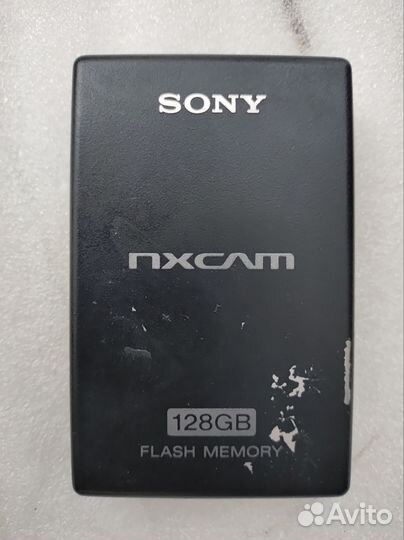 SONY
NXCAM
128GB
FLASH MEMORY
Avito